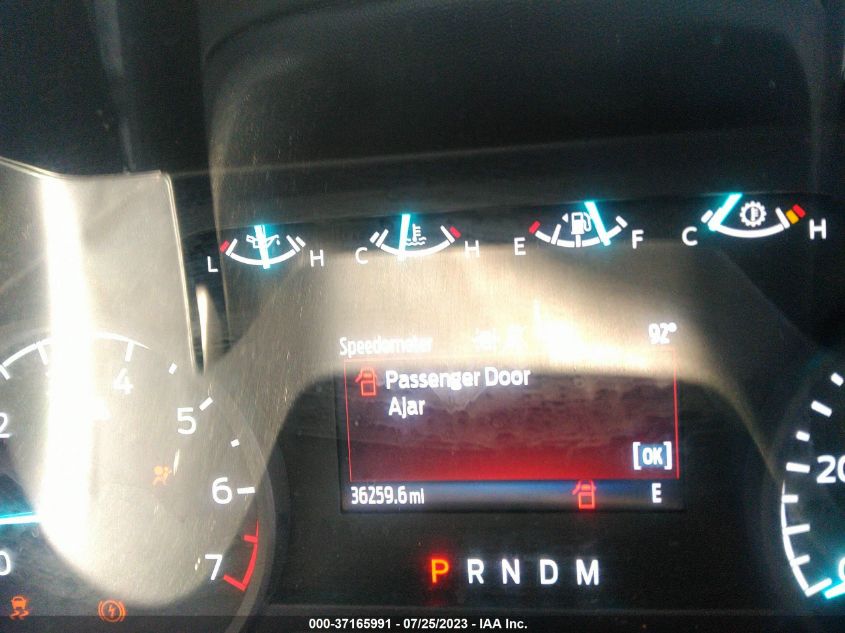 L H C H E F C H
Speedometer 92°
Passenger Door
Ajar
[OK]
36259.6 mi E
P R N D M
2 4 5 6 7 0
20
000-37165991 - 07/25/2023 - IAA Inc.